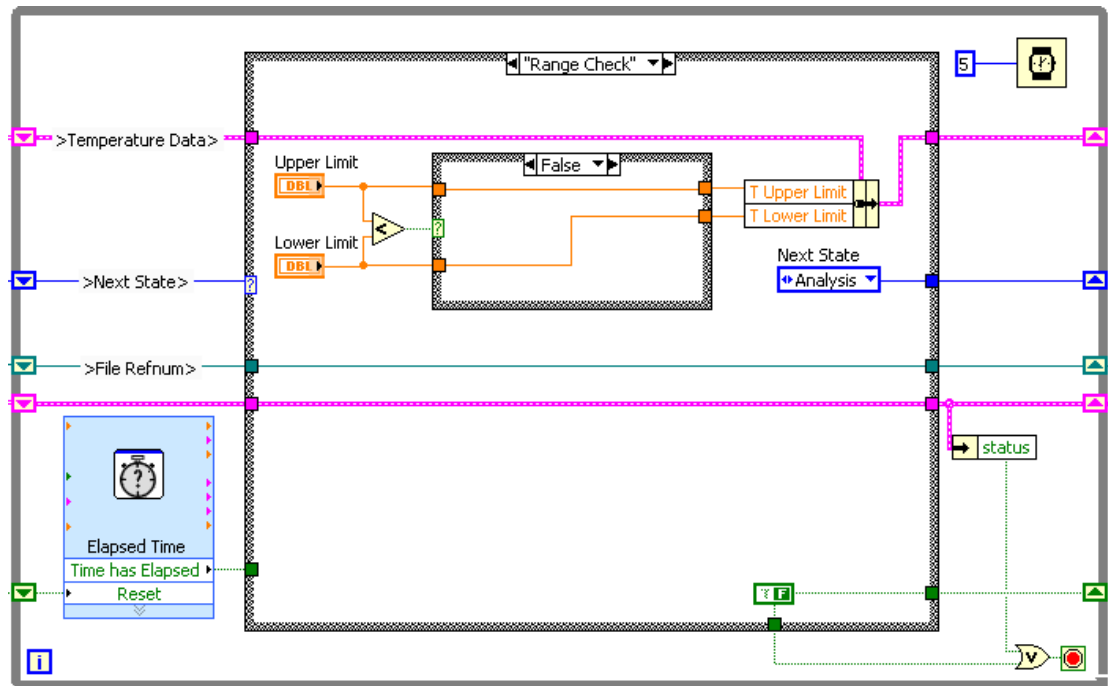 "Range Check"
5
>Temperature Data>
Upper Limit
DBL
False
T Upper Limit
T Lower Limit
<
?
Lower Limit
DBL
Next State
Analysis
>Next State>
?
>File Refnum>
status
?
Elapsed Time
Time has Elapsed
Reset
F
V
i